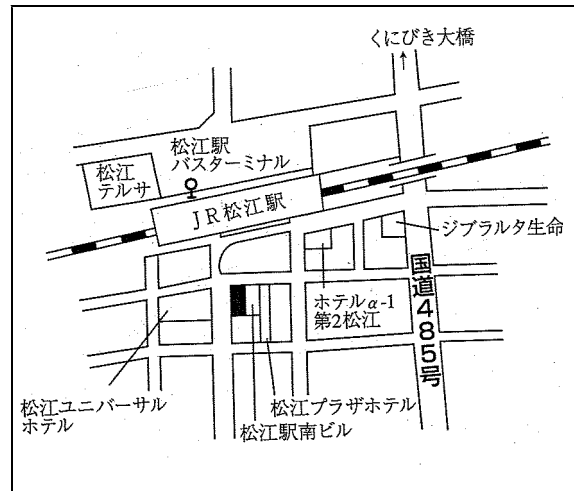 くにびき大橋
↑
松江駅
バスターミナル
松江
テルサ
JR松江駅
ジブラルタ生命
ホテルα-1
第2松江
国道485号
松江ユニバーサル
ホテル
松江プラザホテル
松江駅南ビル